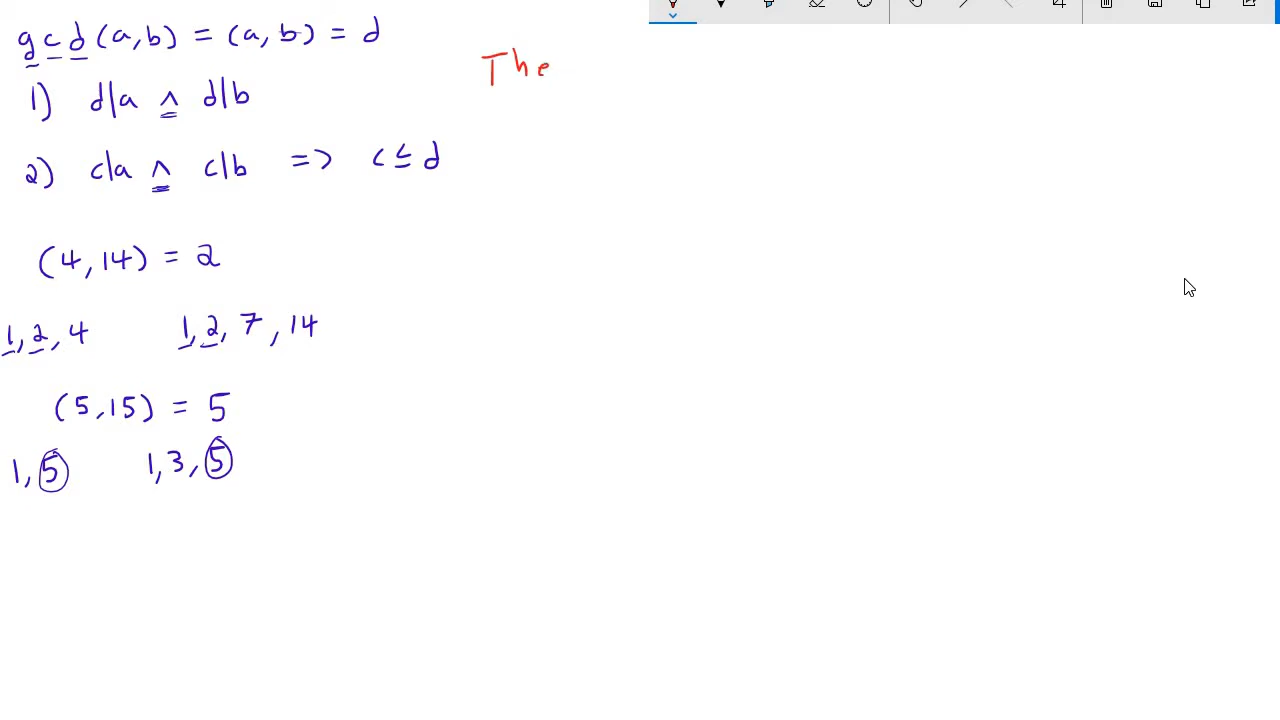 gcd(a,b) = (a,b) = d
The
1) d|a ∧ d|b
2) c|a ∧ c|b => c ≤ d
(4,14) = 2
1,2,4 1,2,7,14
(5,15) = 5
1,5 1,3,5